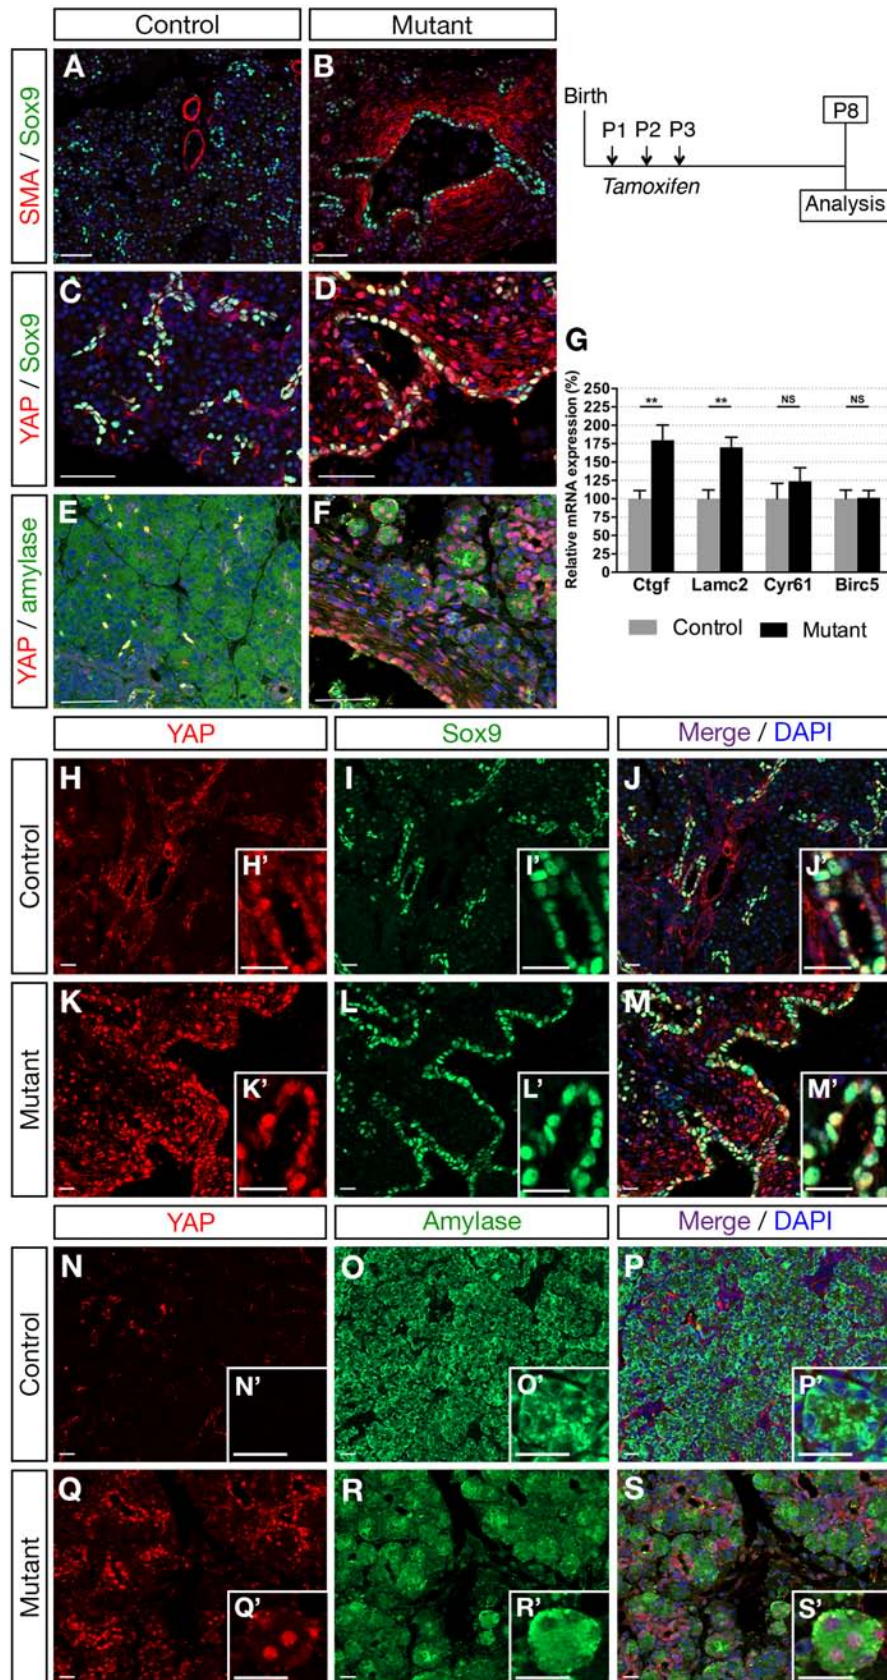 Control
Mutant
SMA / Sox9
A
B
Birth
P1 P2 P3
Tamoxifen
P8
Analysis
YAP / Sox9
C
D
YAP / amylase
E
F
G
Relative mRNA expression (%)
250
225
200
175
150
125
100
75
50
25
0
**
**
NS
NS
Ctgf Lamc2 Cyr61 Birc5
Control Mutant
YAP
Sox9
Merge / DAPI
Control
H
H'
I
I'
J
J'
Mutant
K
K'
L
L'
M
M'
YAP
Amylase
Merge / DAPI
Control
N
N'
O
O'
P
P'
Mutant
Q
Q'
R
R'
S
S'